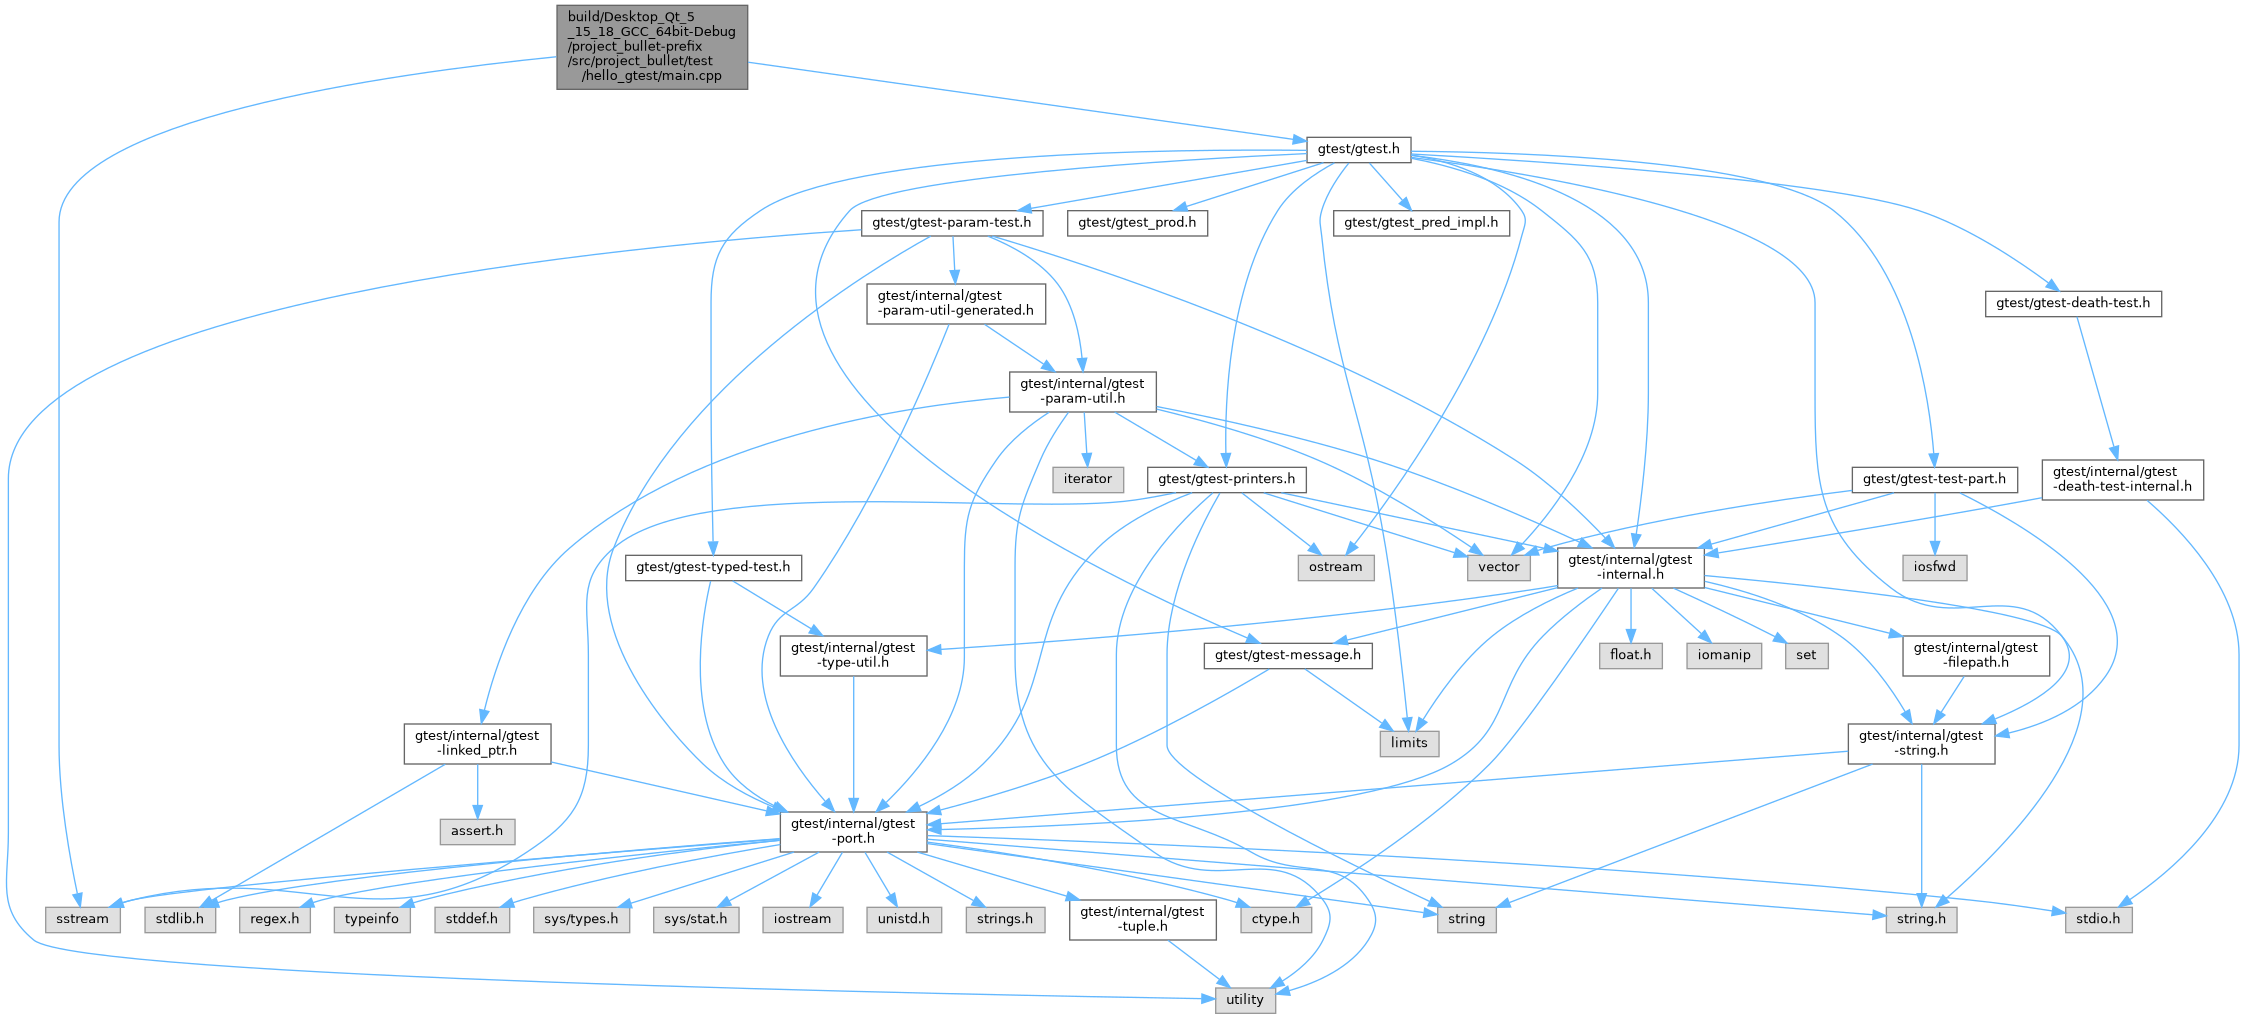 build/Desktop_Qt_5
_15_18_GCC_64bit-Debug
/project_bullet-prefix
/src/project_bullet/test
/hello_gtest/main.cpp
gtest/gtest.h
gtest/gtest-param-test.h
gtest/gtest_prod.h
gtest/gtest_pred_impl.h
gtest/internal/gtest
-param-util-generated.h
gtest/gtest-death-test.h
gtest/internal/gtest
-param-util.h
iterator
gtest/gtest-printers.h
gtest/gtest-test-part.h
gtest/internal/gtest
-death-test-internal.h
gtest/gtest-typed-test.h
ostream
vector
gtest/internal/gtest
-internal.h
iosfwd
gtest/internal/gtest
-type-util.h
gtest/gtest-message.h
float.h
iomanip
set
gtest/internal/gtest
-filepath.h
gtest/internal/gtest
-linked_ptr.h
limits
gtest/internal/gtest
-string.h
assert.h
gtest/internal/gtest
-port.h
sstream
stdlib.h
regex.h
typeinfo
stddef.h
sys/types.h
sys/stat.h
iostream
unistd.h
strings.h
gtest/internal/gtest
-tuple.h
ctype.h
string
string.h
stdio.h
utility